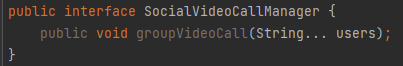 public interface SocialVideoCallManager {
    public void groupVideoCall(String... users);
}